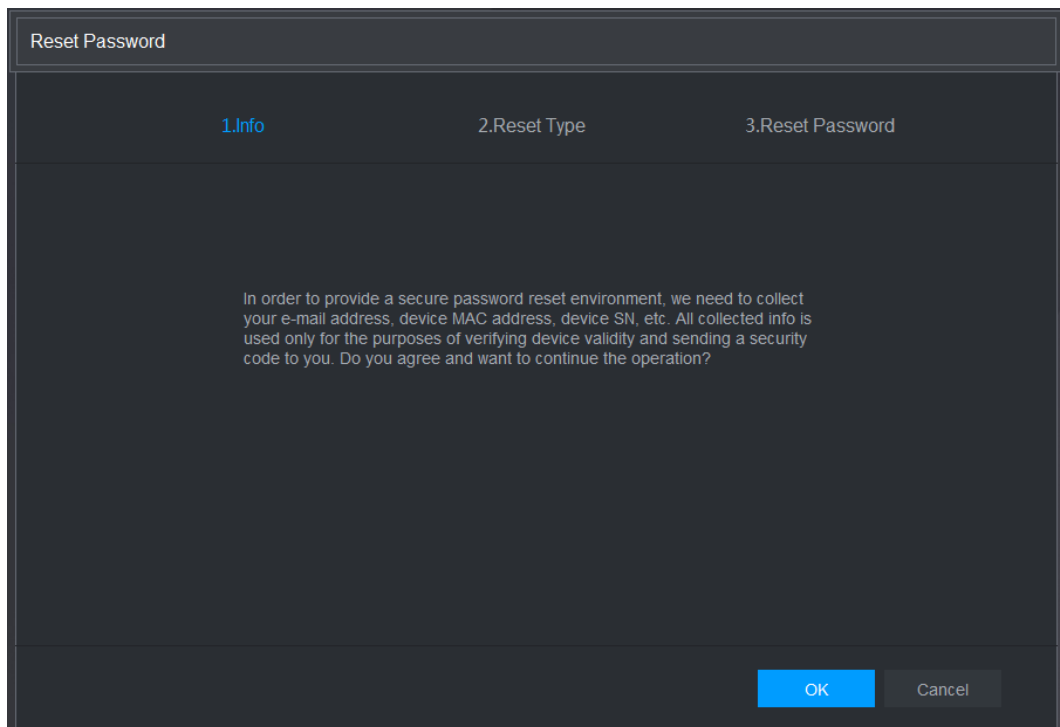 Reset Password
1.Info
2.Reset Type
3.Reset Password
In order to provide a secure password reset environment, we need to collect
your e-mail address, device MAC address, device SN, etc. All collected info is
used only for the purposes of verifying device validity and sending a security
code to you. Do you agree and want to continue the operation?
OK
Cancel